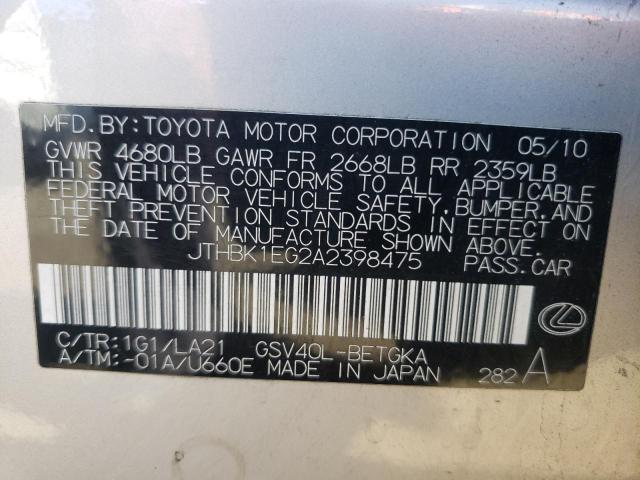 MFD.BY:TOYOTA MOTOR CORPORATION 05/10
GVWR 4680LB GAWR FR 2668LB RR 2359LB
THIS VEHICLE CONFORMS TO ALL APPLICABLE
FEDERAL MOTOR VEHICLE SAFETY,BUMPER,AND
THEFT PREVENTION STANDARDS IN EFFECT ON
THE DATE OF MANUFACTURE SHOWN ABOVE.
JTHBK1EG2A2398475 PASS.CAR
C/TR:1G1/LA21 GSV40L-BETGKA
A/TM:-01A/U660E MADE IN JAPAN 282 A